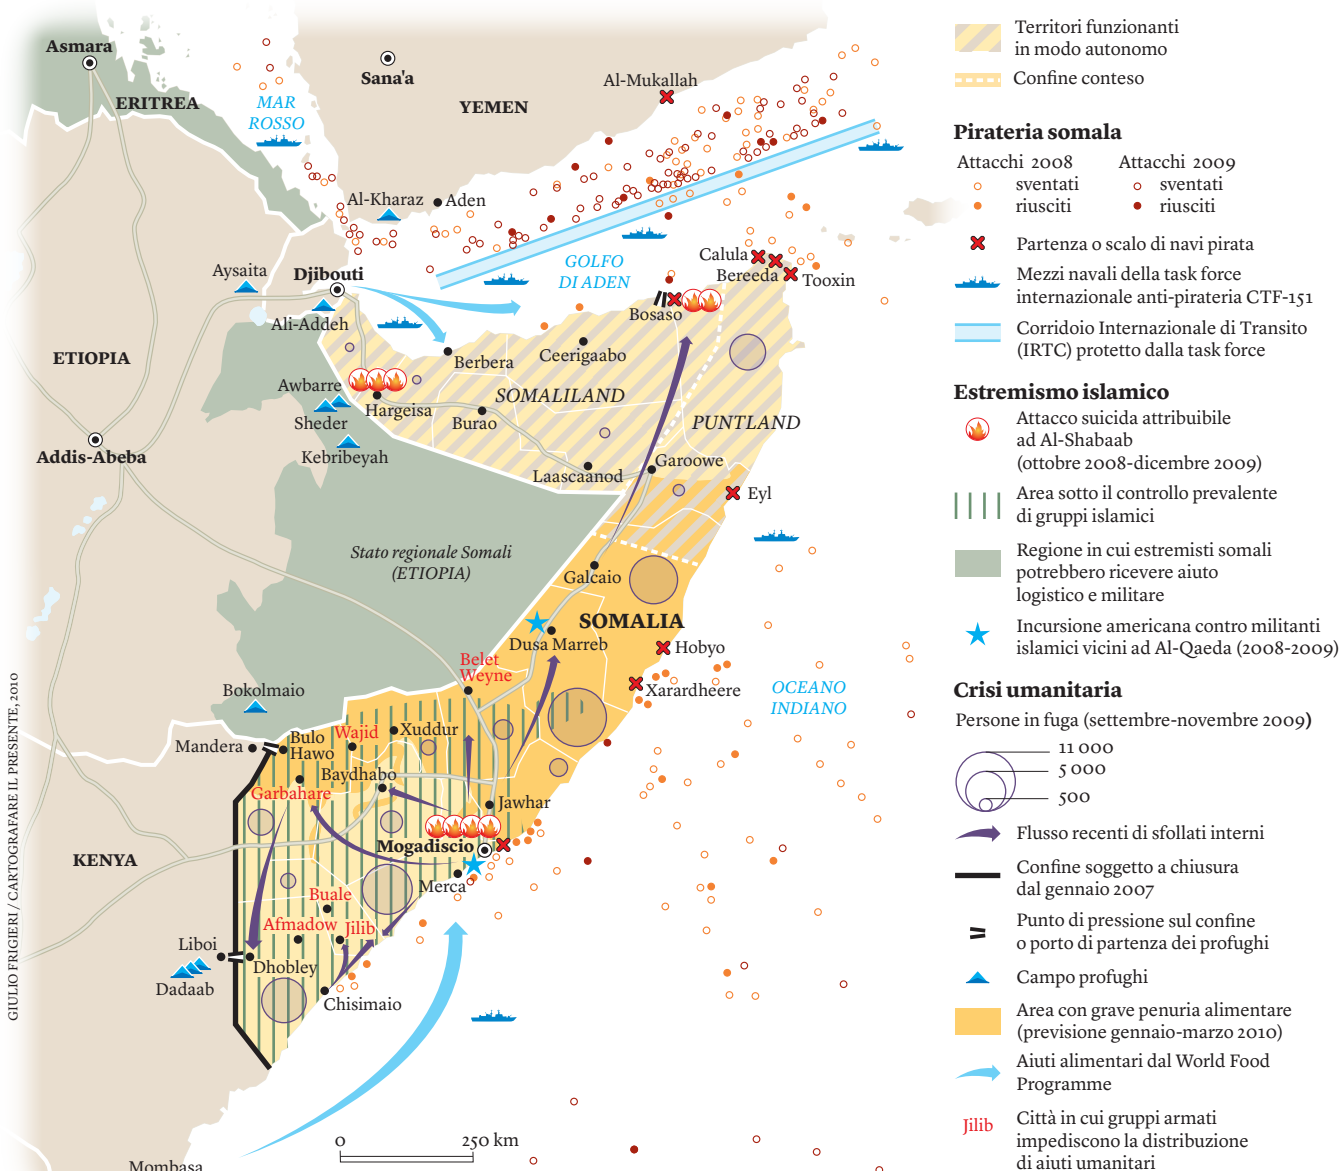 Asmara
ERITREA
MAR
ROSSO
Sana'a
YEMEN
Al-Mukallah
Al-Kharaz
Aden
Aysaita
Djibouti
Ali-Addeh
GOLFO
DI ADEN
Calula
Bereeda
Tooxin
Bosaso
ETIOPIA
Berbera
Ceerigaabo
Awbarre
Hargeisa
SOMALILAND
Sheder
Burao
PUNTLAND
Kebribeyah
Addis-Abeba
Laascaanod
Garoowe
Eyl
Stato regionale Somali
(ETIOPIA)
Galcaio
SOMALIA
Dusa Marreb
Hobyo
Belet
Weyne
Xarardheere
OCEANO
INDIANO
Bokolmaio
Mandera
Bulo
Hawo
Wajid
Xuddur
Baydhabo
Garbahare
Jawhar
Mogadiscio
KENYA
Merca
Buale
Afmadow
Jilib
Liboi
Dhobley
Dadaab
Chisimaio
Mombasa
0
250 km
GIULIO FRIGIERI / CARTOGRAFARE IL PRESENTE, 2010
Territori funzionanti
in modo autonomo
Confine conteso
Pirateria somala
Attacchi 2008
Attacchi 2009
sventati
sventati
riusciti
riusciti
Partenza o scalo di navi pirata
Mezzi navali della task force
internazionale anti-pirateria CTF-151
Corridoio Internazionale di Transito
(IRTC) protetto dalla task force
Estremismo islamico
Attacco suicida attribuibile
ad Al-Shabaab
(ottobre 2008-dicembre 2009)
Area sotto il controllo prevalente
di gruppi islamici
Regione in cui estremisti somali
potrebbero ricevere aiuto
logistico e militare
Incursione americana contro militanti
islamici vicini ad Al-Qaeda (2008-2009)
Crisi umanitaria
Persone in fuga (settembre-novembre 2009)
11 000
5 000
500
Flusso recenti di sfollati interni
Confine soggetto a chiusura
dal gennaio 2007
Punto di pressione sul confine
o porto di partenza dei profughi
Campo profughi
Area con grave penuria alimentare
(previsione gennaio-marzo 2010)
Aiuti alimentari dal World Food
Programme
Jilib
Città in cui gruppi armati
impediscono la distribuzione
di aiuti umanitari